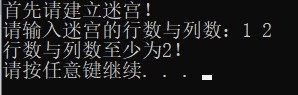 首先请建立迷宫!
请输入迷宫的行数与列数: 1 2
行数与列数至少为2!
请按任意键继续. . .